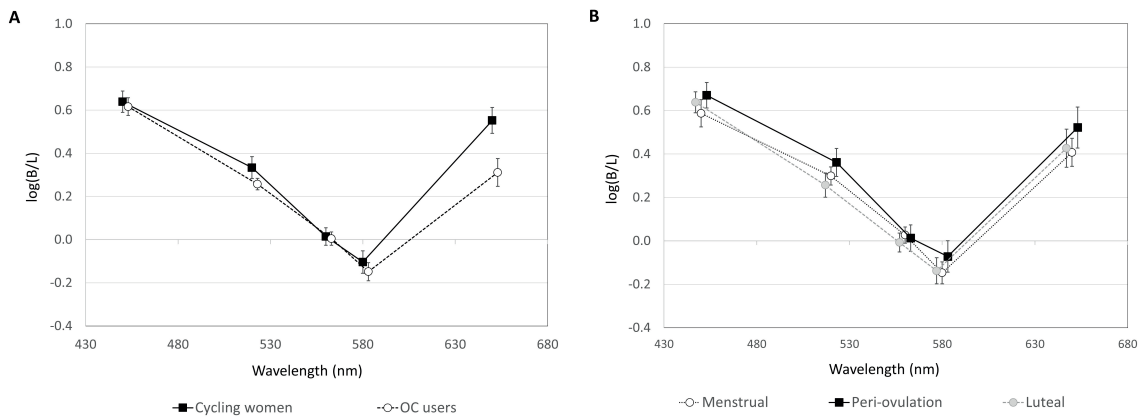 A
1.0
0.8
0.6
0.4
0.2
0.0
-0.2
-0.4
log(B/L)
430 480 530 580 630 680
Wavelength (nm)
Cycling women OC users
B
1.0
0.8
0.6
0.4
0.2
0.0
-0.2
-0.4
log(B/L)
430 480 530 580 630 680
Wavelength (nm)
Menstrual Peri-ovulation Luteal